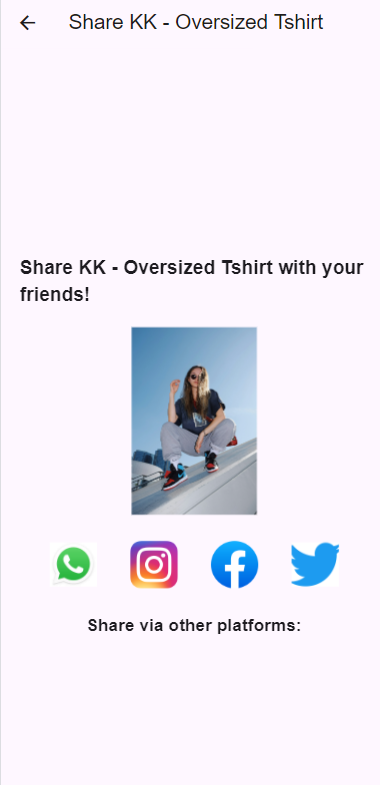 Share KK - Oversized Tshirt
Share KK - Oversized Tshirt with your
friends!
Share via other platforms: